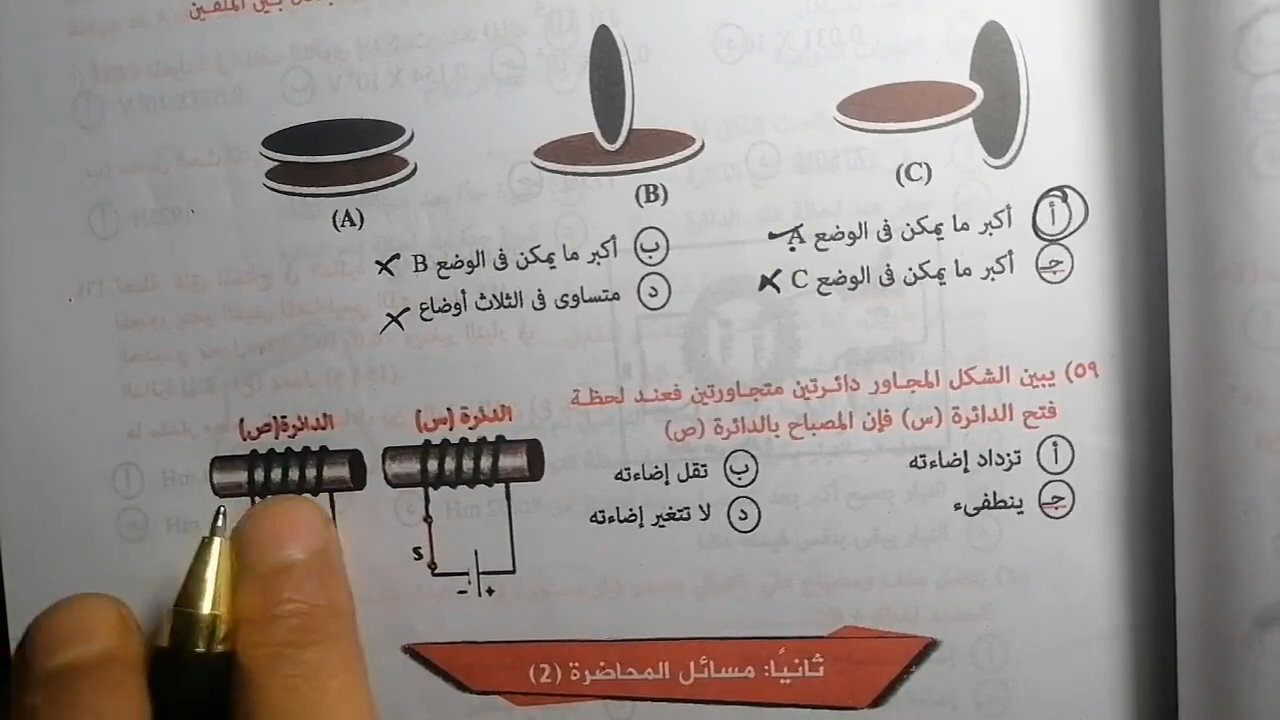 بين الملفين
(A)
(B)
(C)
أ أكبر ما يمكن فى الوضع A
ب أكبر ما يمكن فى الوضع B
جـ أكبر ما يمكن فى الوضع C
د متساوى فى الثلاث أوضاع
٥٩) يبين الشكل المجاور دائرتين متجاورتين فعند لحظة
فتح الدائرة (س) فإن المصباح بالدائرة (ص)
أ تزداد إضاءته
ب تقل إضاءته
جـ ينطفىء
د لا تتغير إضاءته
الدائرة (س)
الدائرة (ص)
S
- +
ثانيًا: مسائل المحاضرة (2)